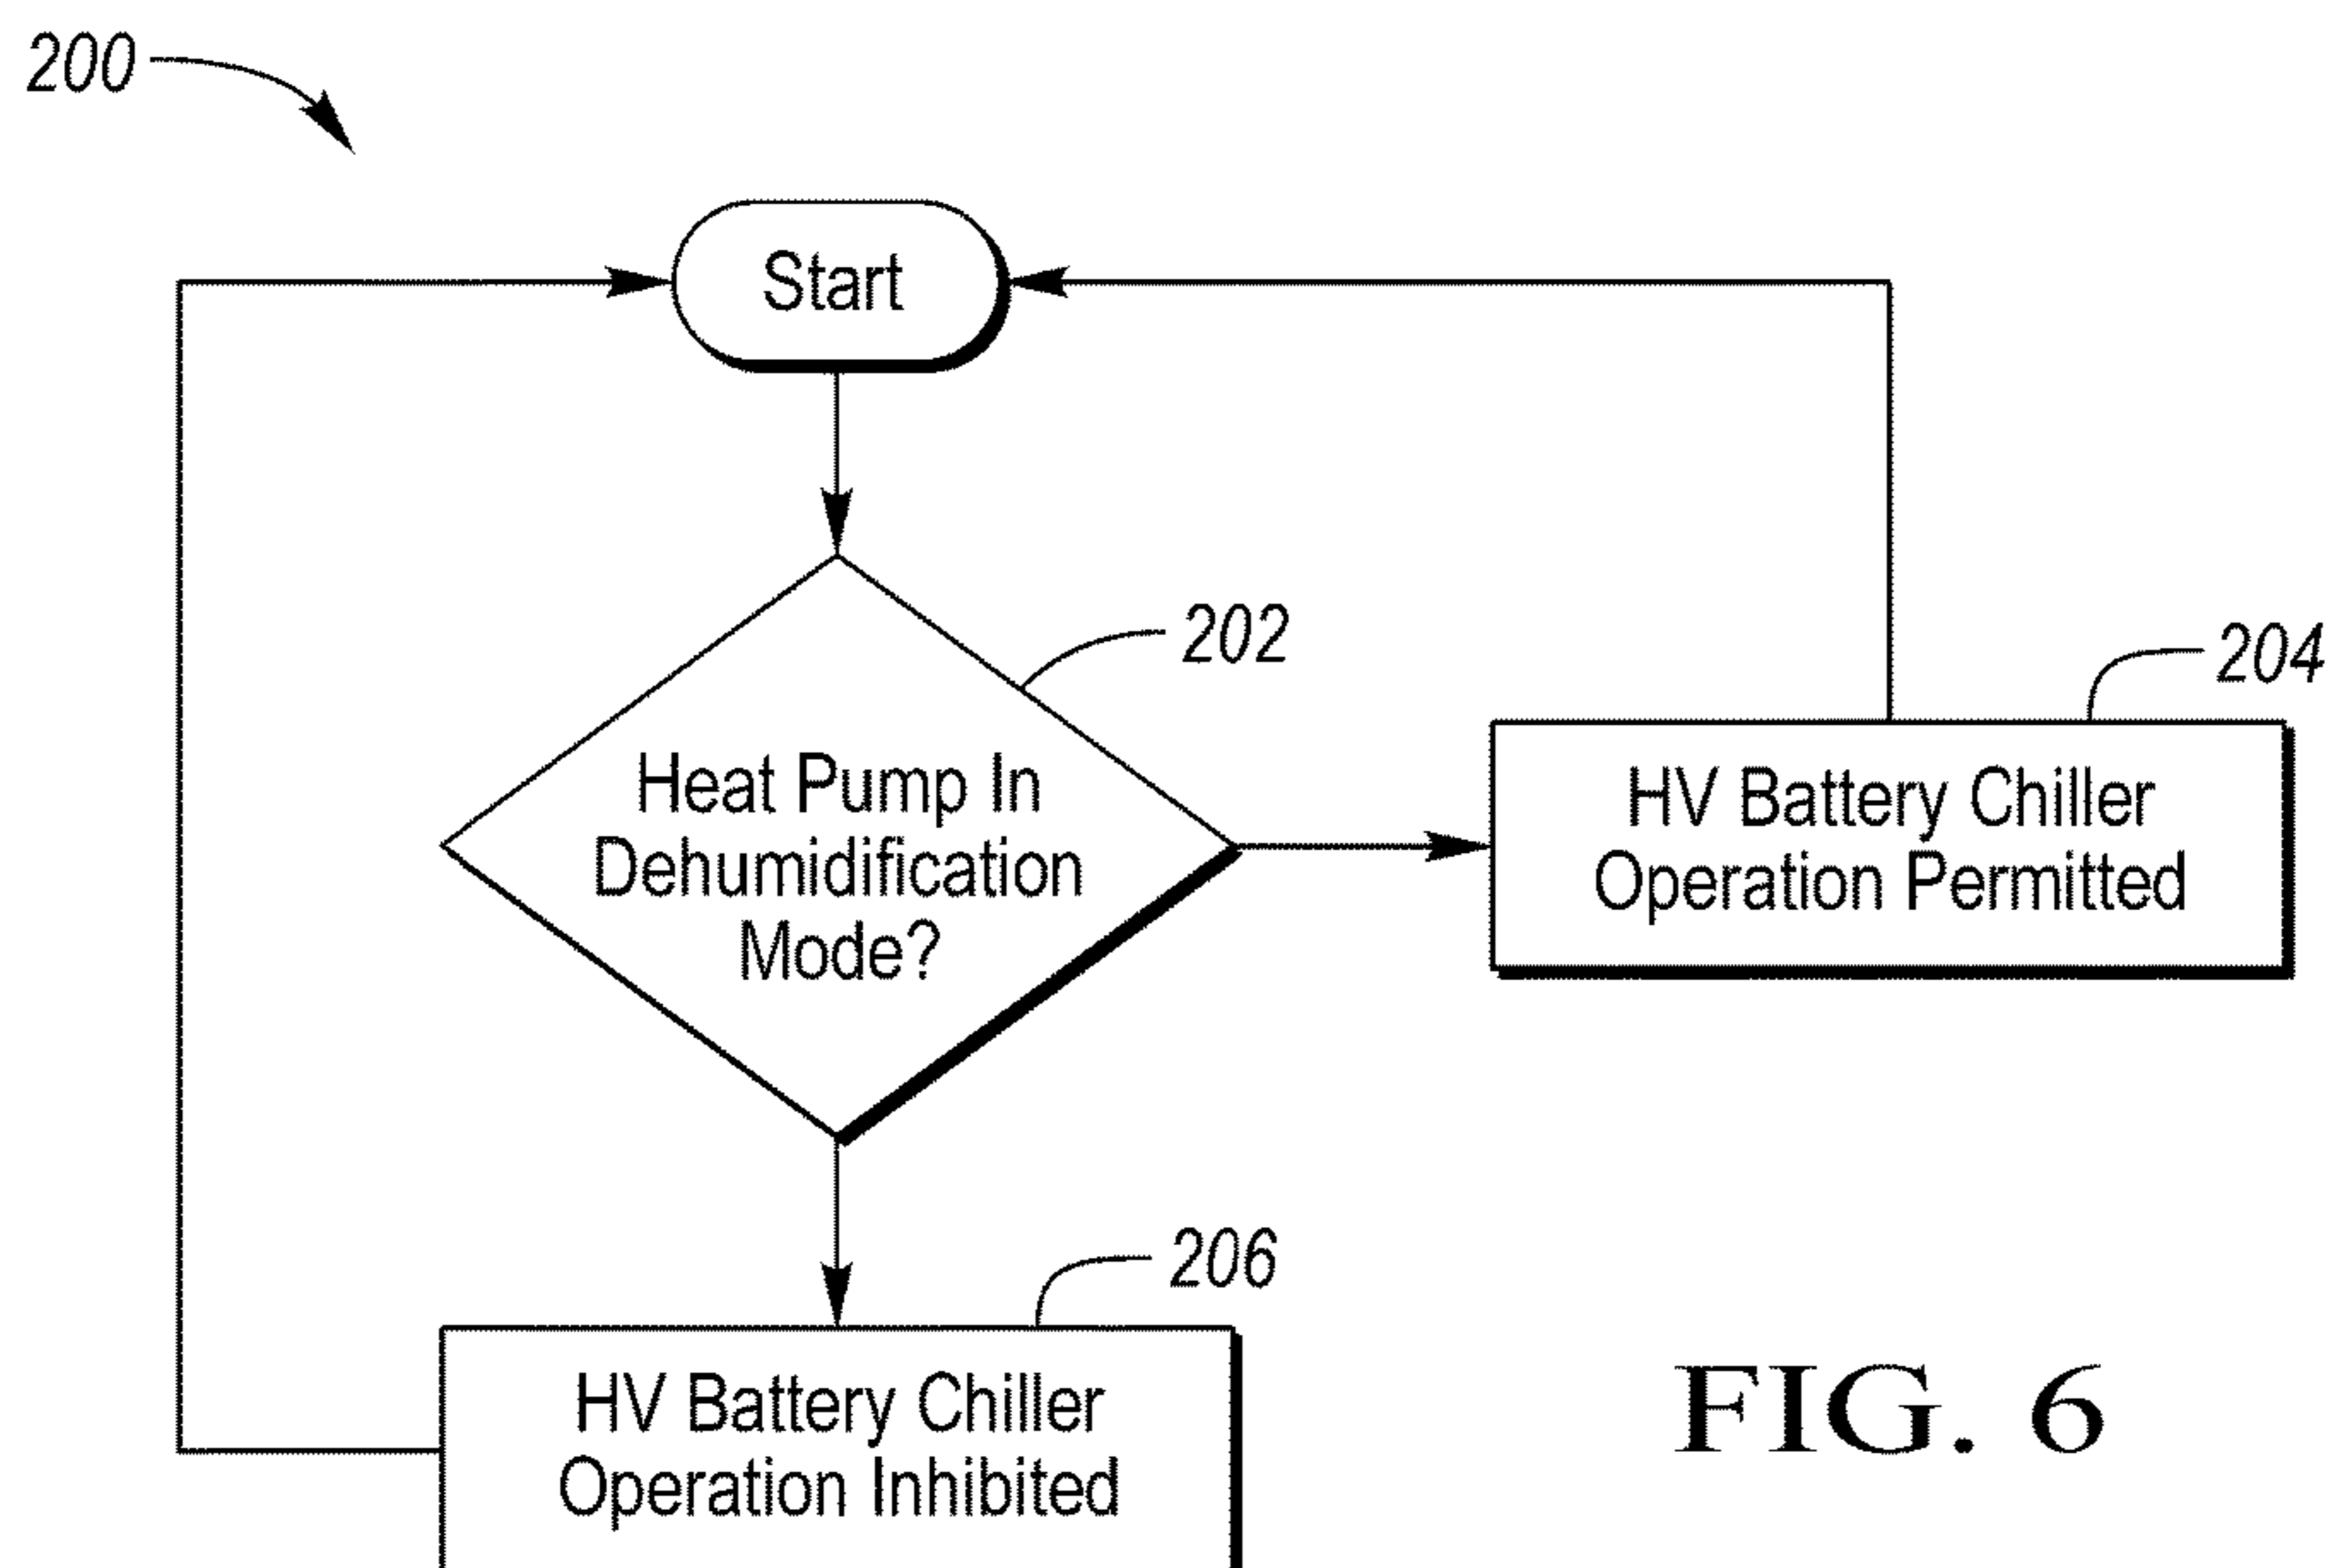 200
Start
202
Heat Pump In
Dehumidification
Mode?
204
HV Battery Chiller
Operation Permitted
206
HV Battery Chiller
Operation Inhibited
FIG. 6